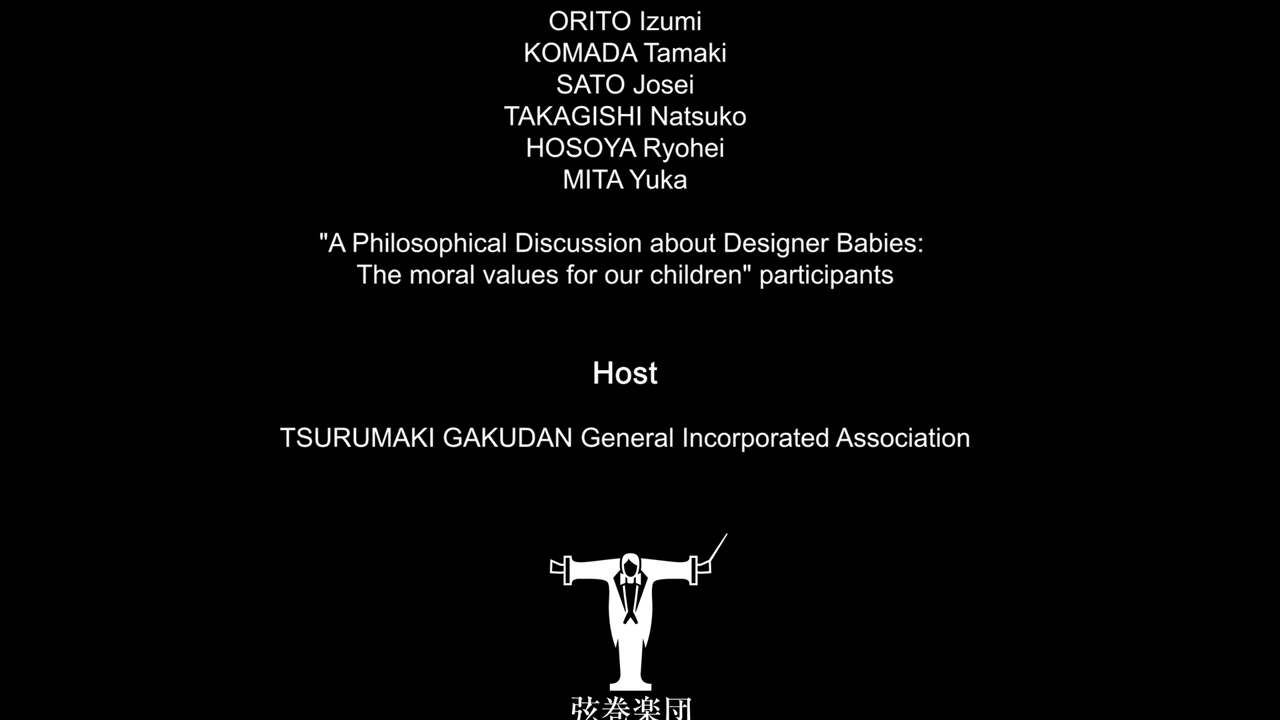 ORITO Izumi
KOMADA Tamaki
SATO Josei
TAKAGISHI Natsuko
HOSOYA Ryohei
MITA Yuka
"A Philosophical Discussion about Designer Babies:
The moral values for our children" participants
Host
TSURUMAKI GAKUDAN General Incorporated Association
弦巻楽団